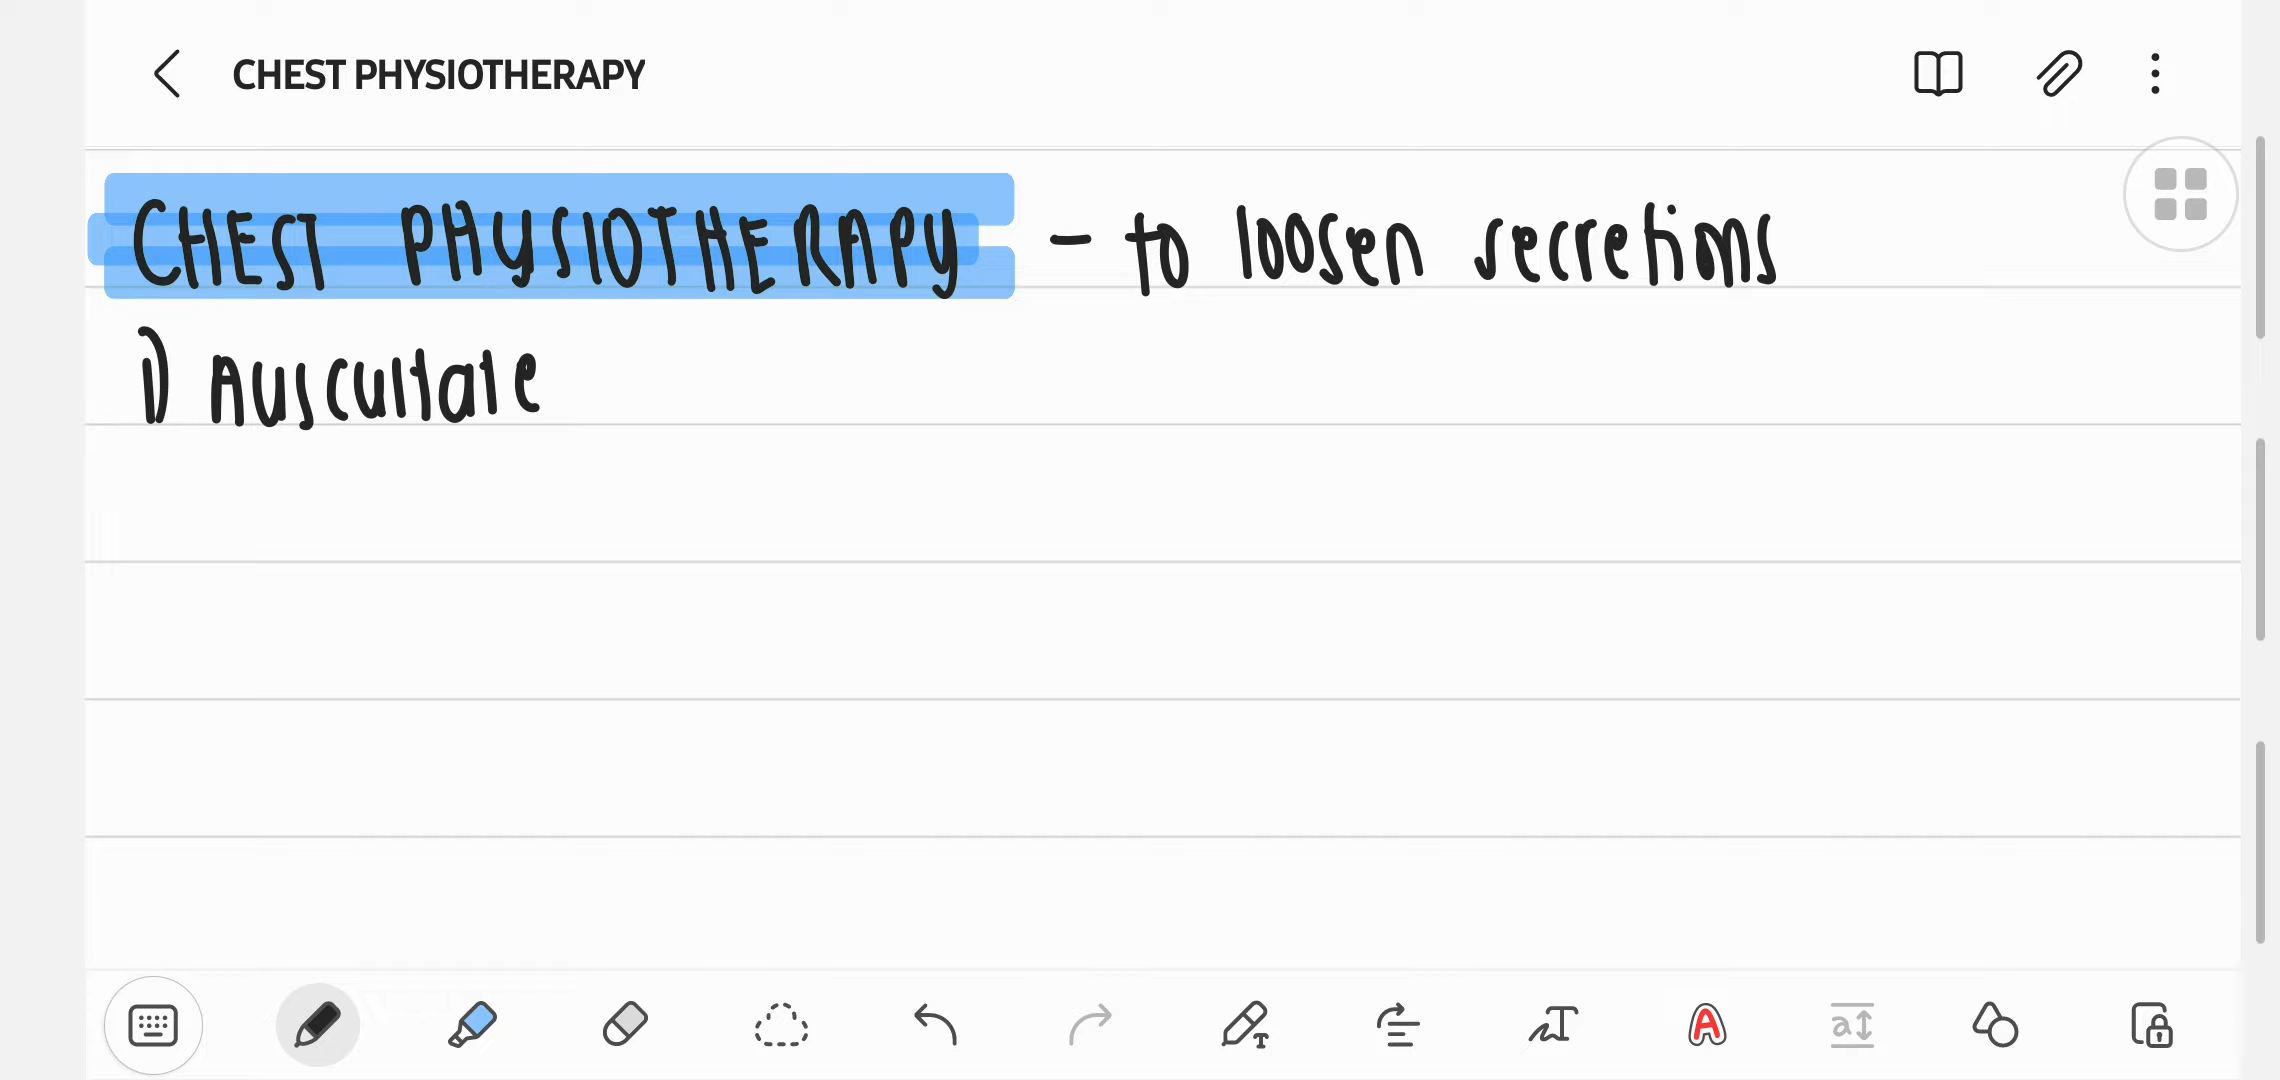 CHEST PHYSIOTHERAPY
CHEST PHYSIOTHERAPY - to loosen secretions
1) Auscultate